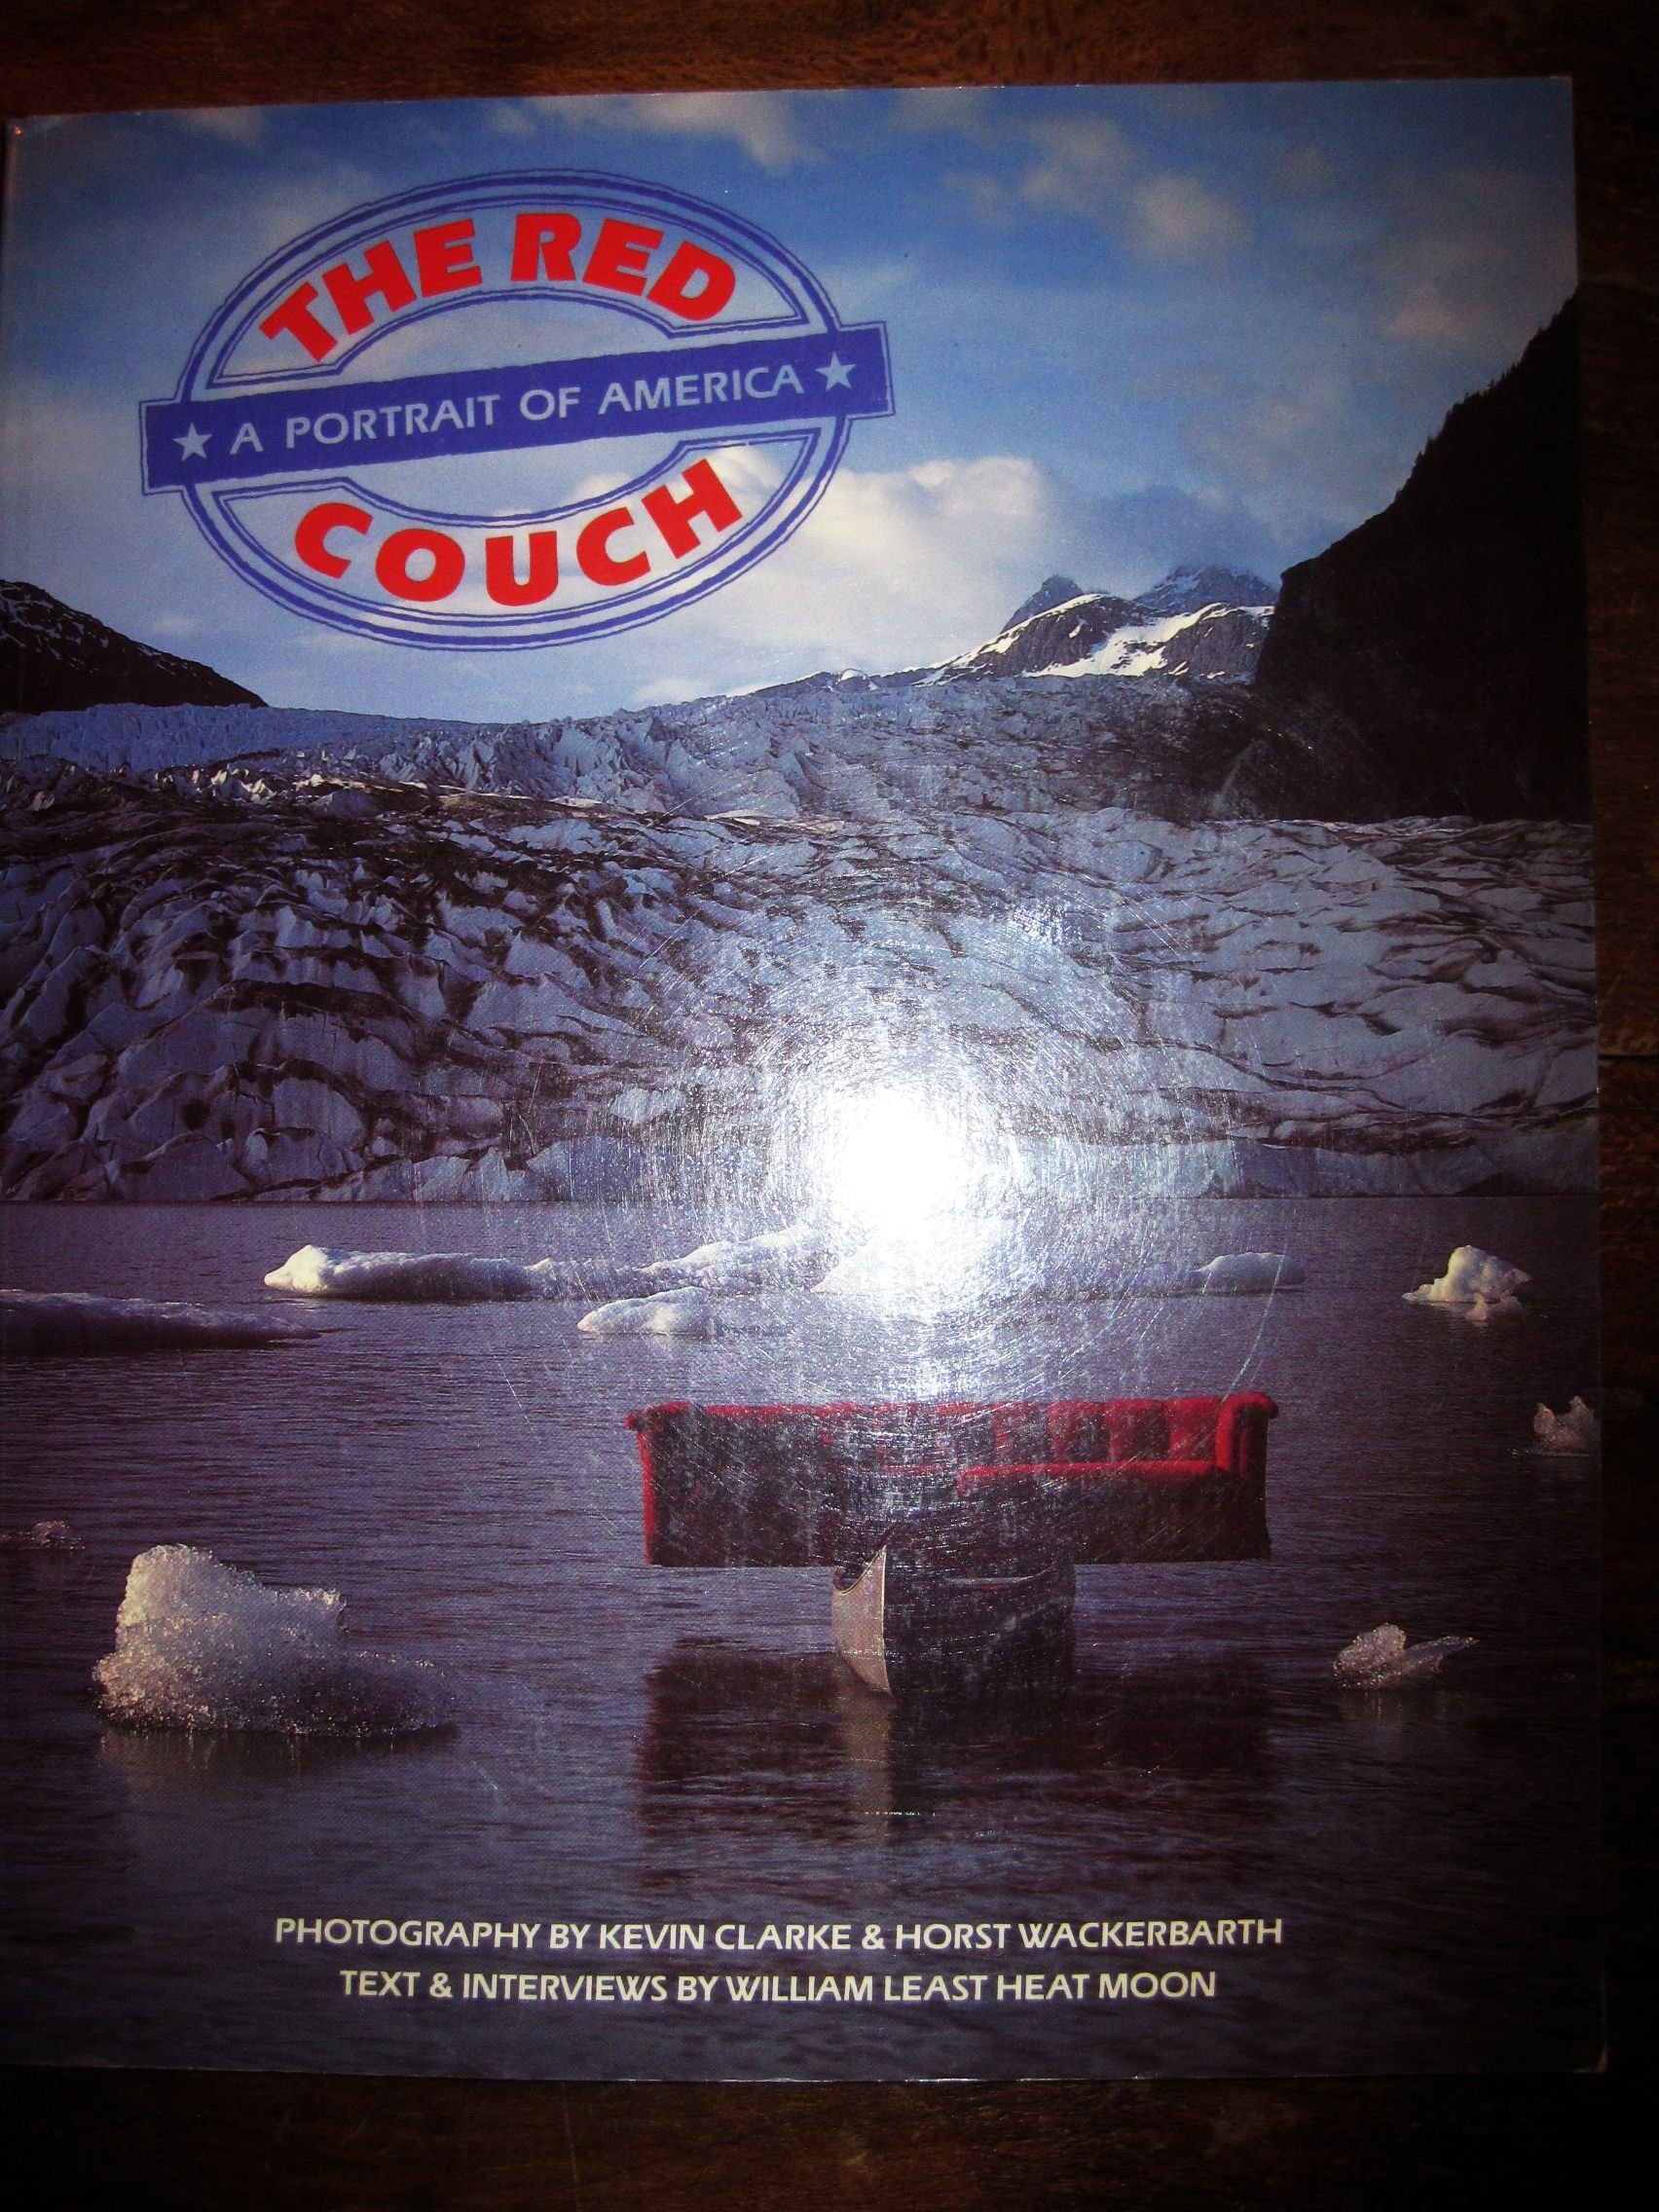 THE RED
★ A PORTRAIT OF AMERICA ★
COUCH
PHOTOGRAPHY BY KEVIN CLARKE & HORST WACKERBARTH
TEXT & INTERVIEWS BY WILLIAM LEAST HEAT MOON